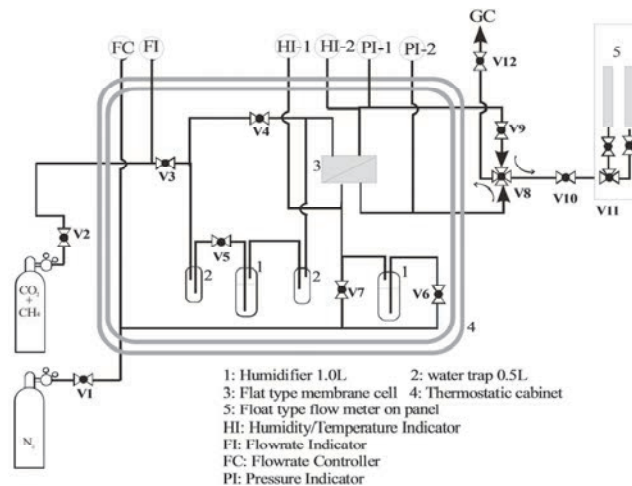 GC
FC FI HI-1 HI-2 PI-1 PI-2
5
V12
V4
V9
V3
3
V8
V10
V11
V2
V5
2 1 2
1
V7
V6
CO2
+
CH4
4
V1
N2
1: Humidifier 1.0L 2: water trap 0.5L
3: Flat type membrane cell 4: Thermostatic cabinet
5: Float type flow meter on panel
HI: Humidity/Temperature Indicator
FI: Flowrate Indicator
FC: Flowrate Controller
PI: Pressure Indicator